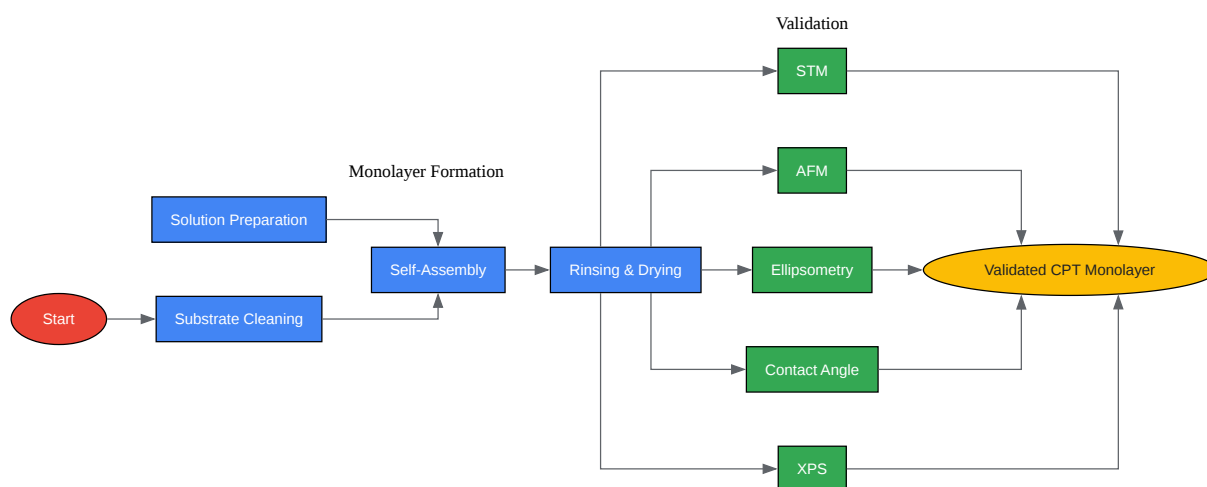 Validation
STM
Monolayer Formation
AFM
Solution Preparation
Self-Assembly
Rinsing & Drying
Ellipsometry
Validated CPT Monolayer
Start
Substrate Cleaning
Contact Angle
XPS